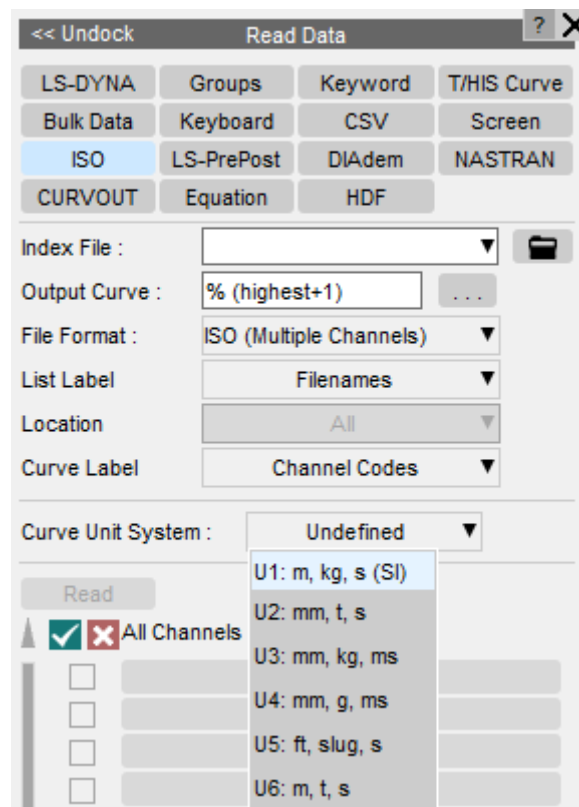 << Undock Read Data ?
LS-DYNA Groups Keyword T/HIS Curve
Bulk Data Keyboard CSV Screen
ISO LS-PrePost DIAdem NASTRAN
CURVOUT Equation HDF
Index File :
Output Curve : % (highest+1) ...
File Format : ISO (Multiple Channels)
List Label Filenames
Location All
Curve Label Channel Codes
Curve Unit System : Undefined
U1: m, kg, s (SI)
Read
U2: mm, t, s
All Channels
U3: mm, kg, ms
U4: mm, g, ms
U5: ft, slug, s
U6: m, t, s